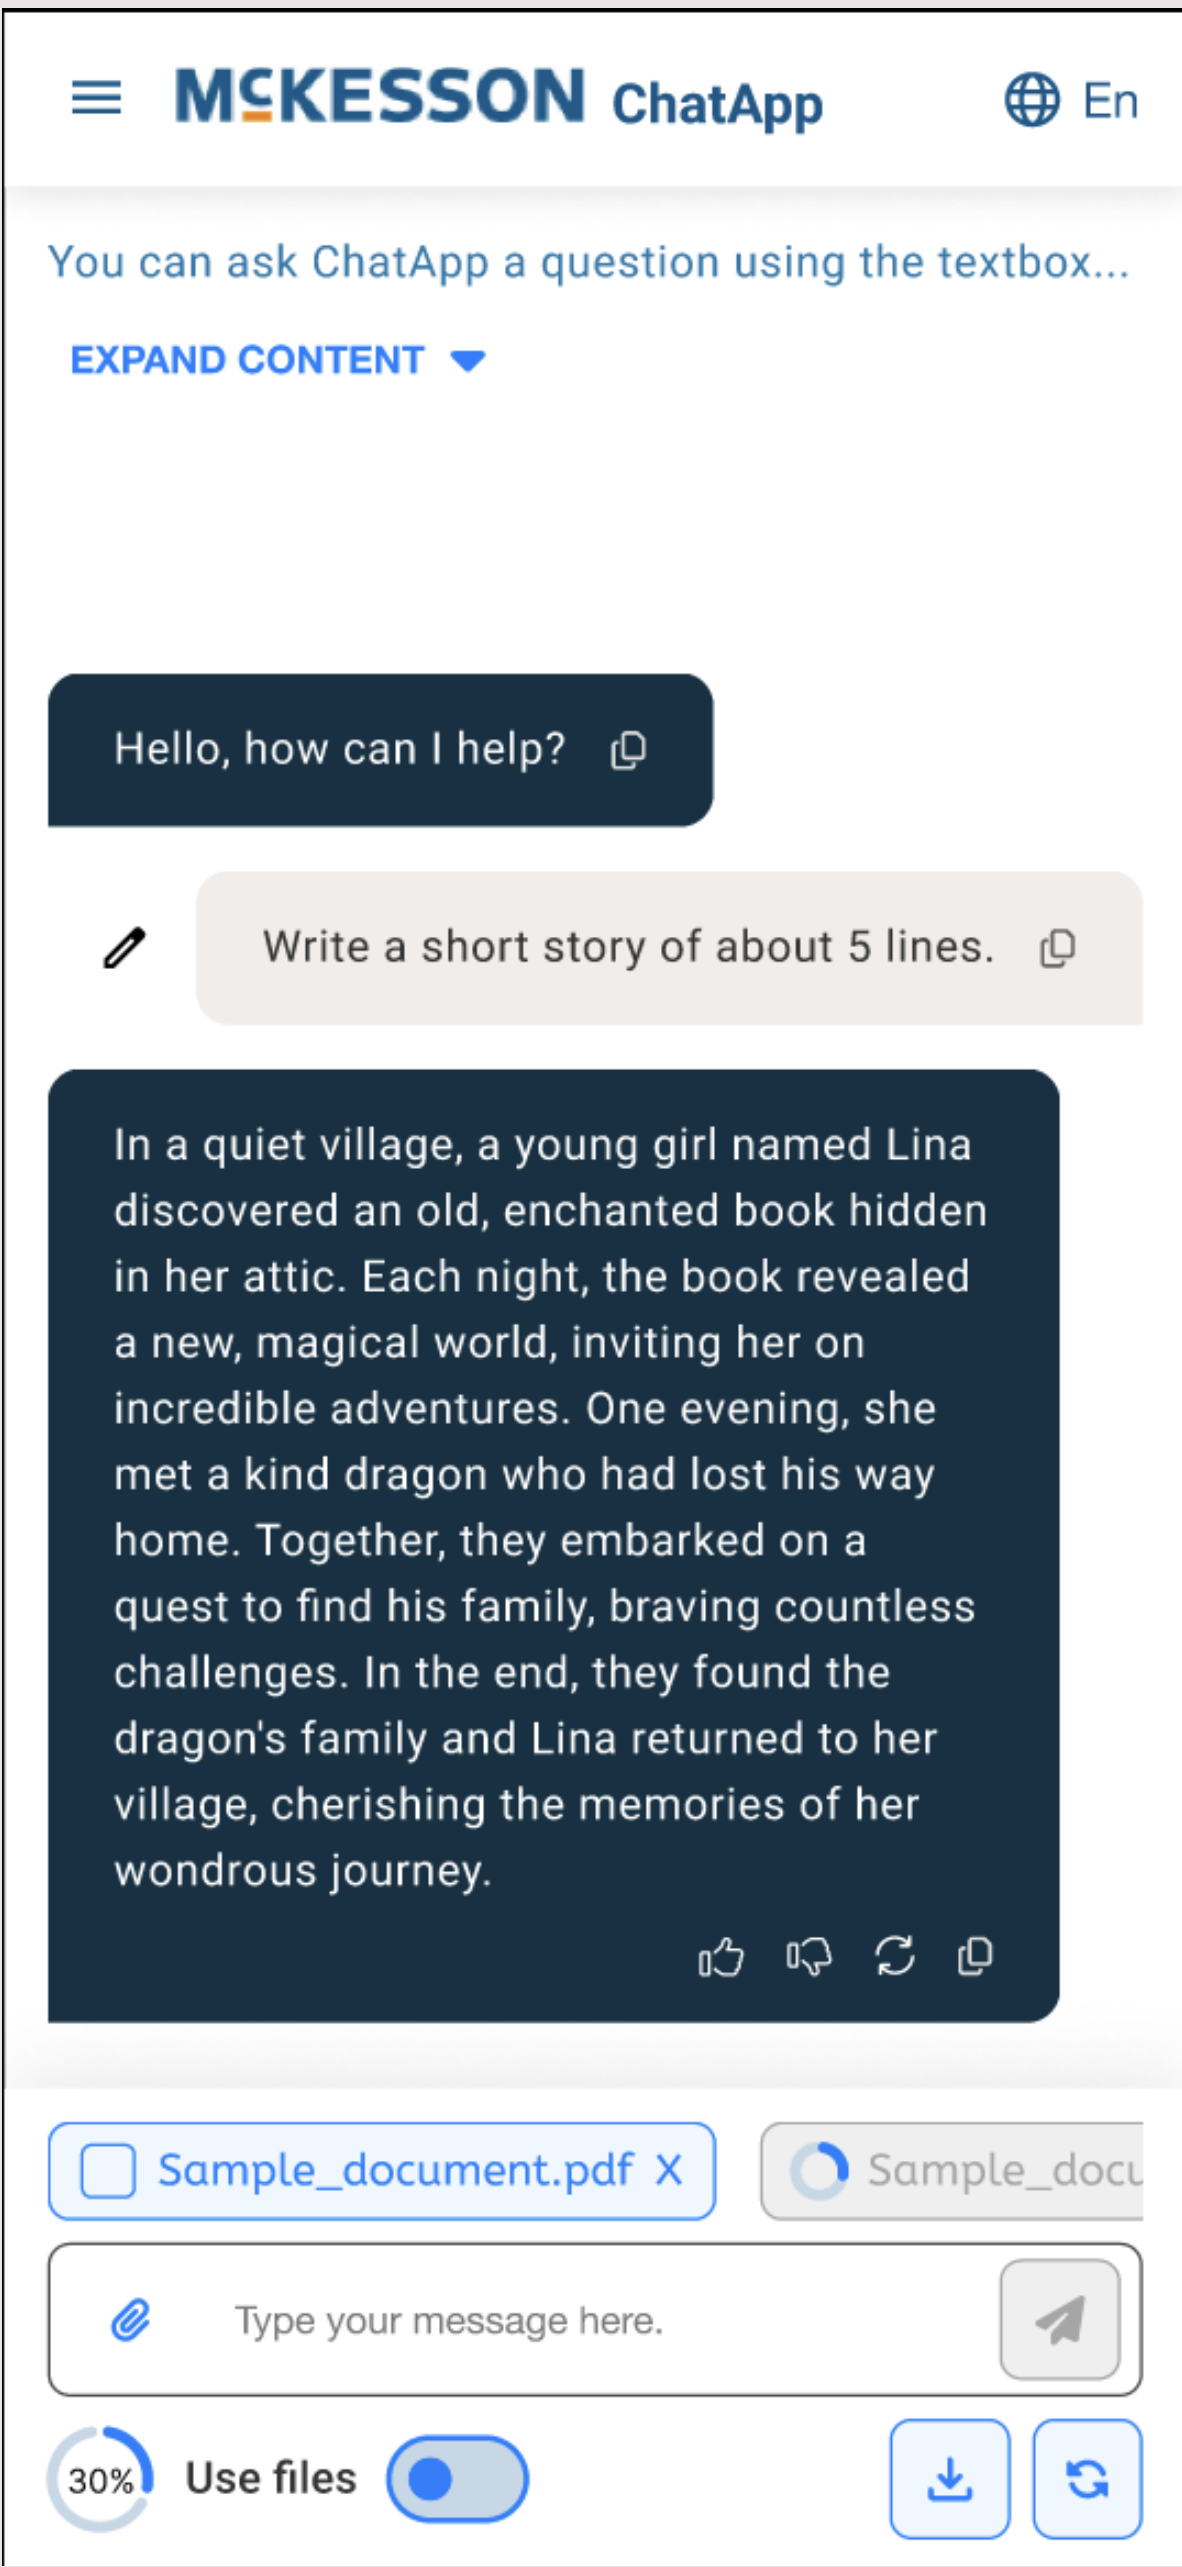 McKESSON ChatApp En
You can ask ChatApp a question using the textbox...
EXPAND CONTENT
Hello, how can I help?
Write a short story of about 5 lines.
In a quiet village, a young girl named Lina
discovered an old, enchanted book hidden
in her attic. Each night, the book revealed
a new, magical world, inviting her on
incredible adventures. One evening, she
met a kind dragon who had lost his way
home. Together, they embarked on a
quest to find his family, braving countless
challenges. In the end, they found the
dragon's family and Lina returned to her
village, cherishing the memories of her
wondrous journey.
Sample_document.pdf X Sample_docu
Type your message here.
30% Use files